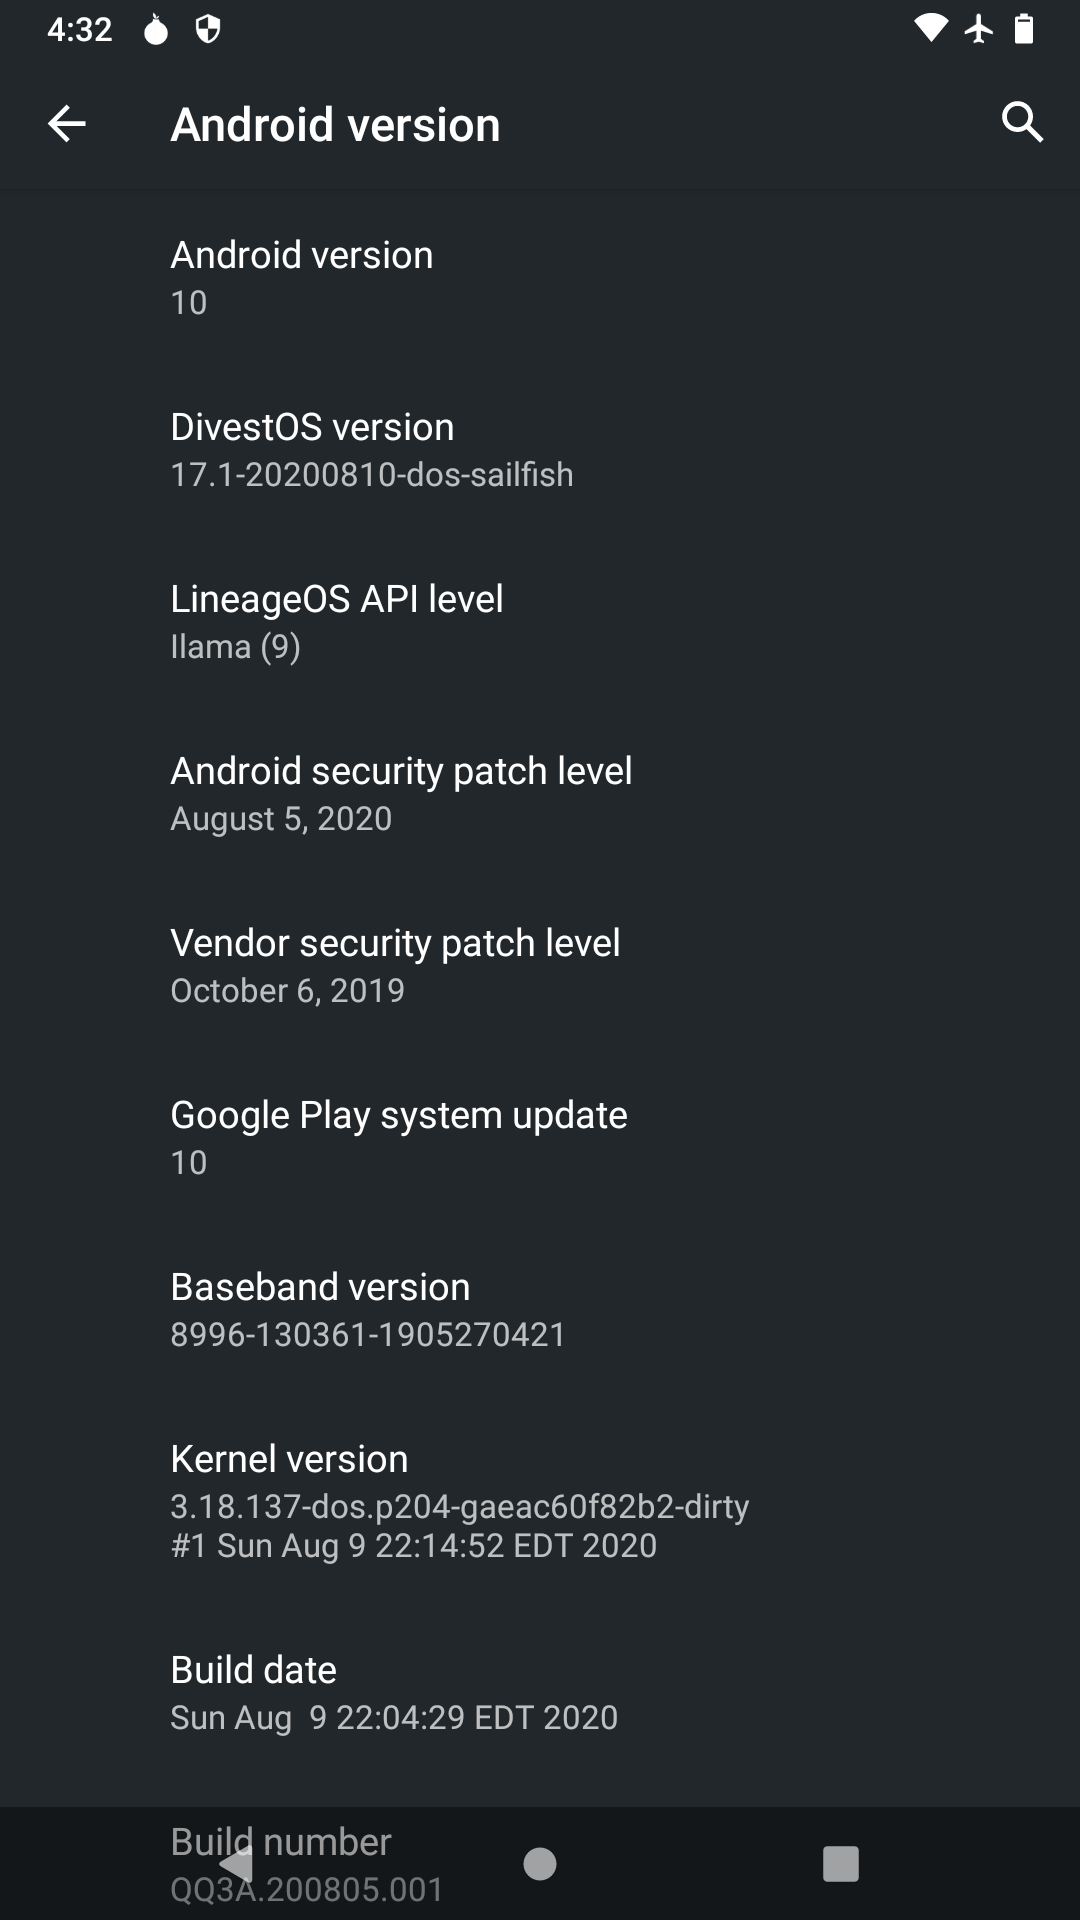 4:32
Android version
Android version
10
DivestOS version
17.1-20200810-dos-sailfish
LineageOS API level
Ilama (9)
Android security patch level
August 5, 2020
Vendor security patch level
October 6, 2019
Google Play system update
10
Baseband version
8996-130361-1905270421
Kernel version
3.18.137-dos.p204-gaeac60f82b2-dirty
#1 Sun Aug 9 22:14:52 EDT 2020
Build date
Sun Aug  9 22:04:29 EDT 2020
Build number
QQ3A.200805.001